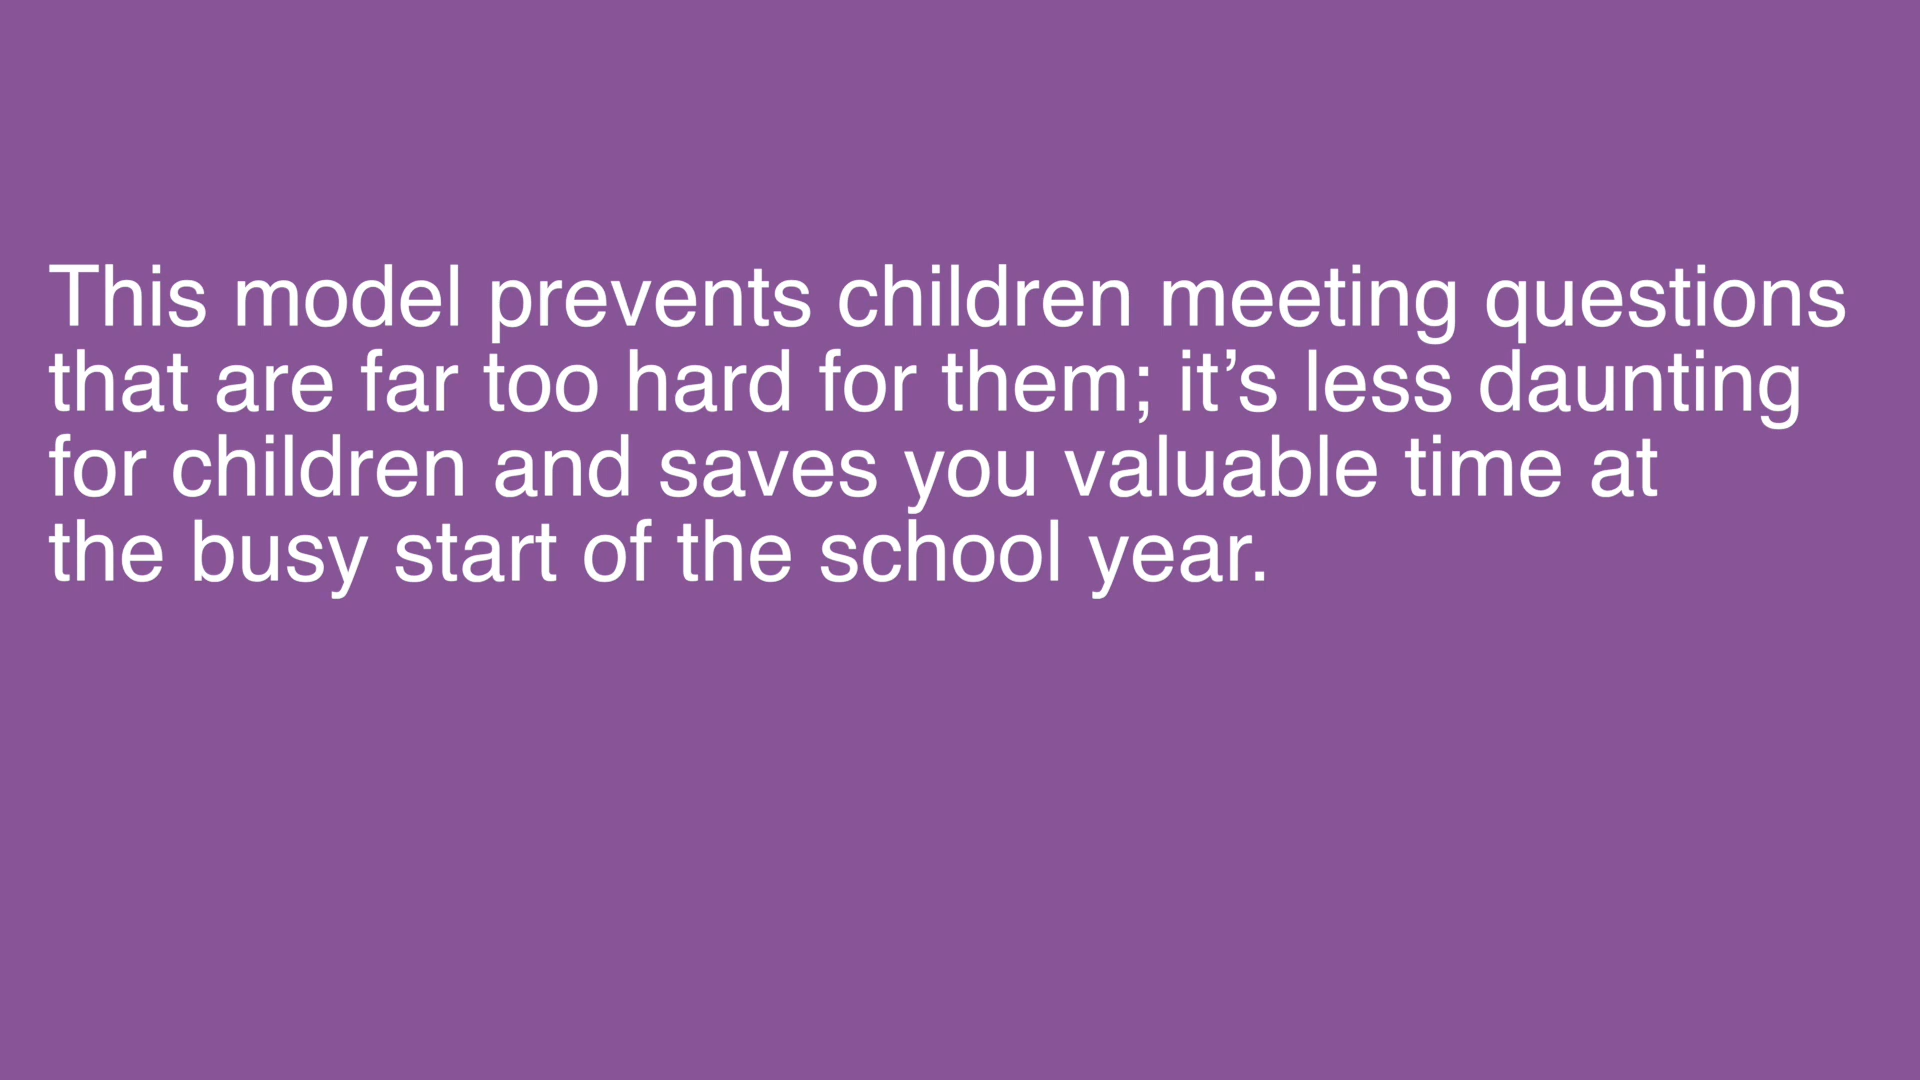 This model prevents children meeting questions
that are far too hard for them; it’s less daunting
for children and saves you valuable time at
the busy start of the school year.